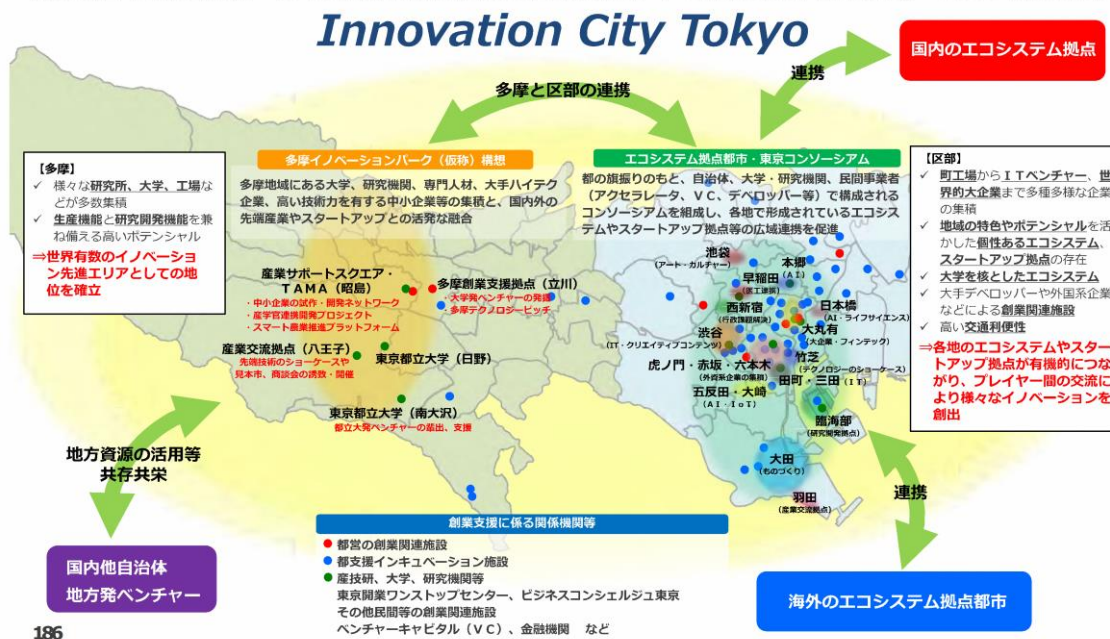 Innovation City Tokyo
国内のエコシステム拠点
連携
多摩と区部の連携
【多摩】
✓ 様々な研究所、大学、工場な
どが多数集積
✓ 生産機能と研究開発機能を兼
ね備える高いポテンシャル
⇒世界有数のイノベーショ
ン先進エリアとしての地
位を確立
多摩イノベーションパーク（仮称）構想
多摩地域にある大学、研究機関、専門人材、大手ハイテク
企業、高い技術力を有する中小企業等の集積と、国内外の
先端産業やスタートアップとの活発な融合
エコシステム拠点都市・東京コンソーシアム
都の旗振りのもと、自治体、大学・研究機関、民間事業者
（アクセラレータ、ＶＣ、デベロッパー等）で構成される
コンソーシアムを組成し、各地で形成されているエコシス
テムやスタートアップ拠点等の広域連携を促進
【区部】
✓ 町工場からＩＴベンチャー、世
界的大企業まで多種多様な企業
の集積
✓ 地域の特色やポテンシャルを活
かした個性あるエコシステム、
スタートアップ拠点の存在
✓ 大学を核としたエコシステム
✓ 大手デベロッパーや外国系企業
などによる創業関連施設
✓ 高い交通利便性
⇒各地のエコシステムやスター
トアップ拠点が有機的につな
がり、プレイヤー間の交流に
より様々なイノベーションを
創出
産業サポートスクエア・
TAMA（昭島）
・中小企業の試作・開発ネットワーク
・産学官連携開発プロジェクト
・スマート農業推進プラットフォーム
多摩創業支援拠点（立川）
・大学発ベンチャーの発掘
・多摩テクノロジーピッチ
産業交流拠点（八王子）
先端技術のショーケースや
見本市、商談会の誘致・開催
東京都立大学（日野）
東京都立大学（南大沢）
都立大発ベンチャーの輩出、支援
池袋
（アート・カルチャー）
早稲田
（医工連携）
本郷
（ＡＩ）
西新宿
（行政課題解決）
日本橋
（AI・ライフサイエンス）
渋谷
（IT・クリエイティブコンテンツ）
大丸有
（大企業・フィンテック）
虎ノ門・赤坂・六本木
（外資系企業の集積）
竹芝
（テクノロジーのショーケース）
田町・三田（ＩＴ）
五反田・大崎
（ＡＩ・ＩｏＴ）
臨海部
（研究開発拠点）
大田
（ものづくり）
羽田
（産業交流拠点）
地方資源の活用等
共存共栄
連携
国内他自治体
地方発ベンチャー
創業支援に係る関係機関等
● 都営の創業関連施設
● 都支援インキュベーション施設
● 産技研、大学、研究機関等
東京開業ワンストップセンター、ビジネスコンシェルジュ東京
その他民間等の創業関連施設
ベンチャーキャピタル（ＶＣ）、金融機関 など
海外のエコシステム拠点都市
186